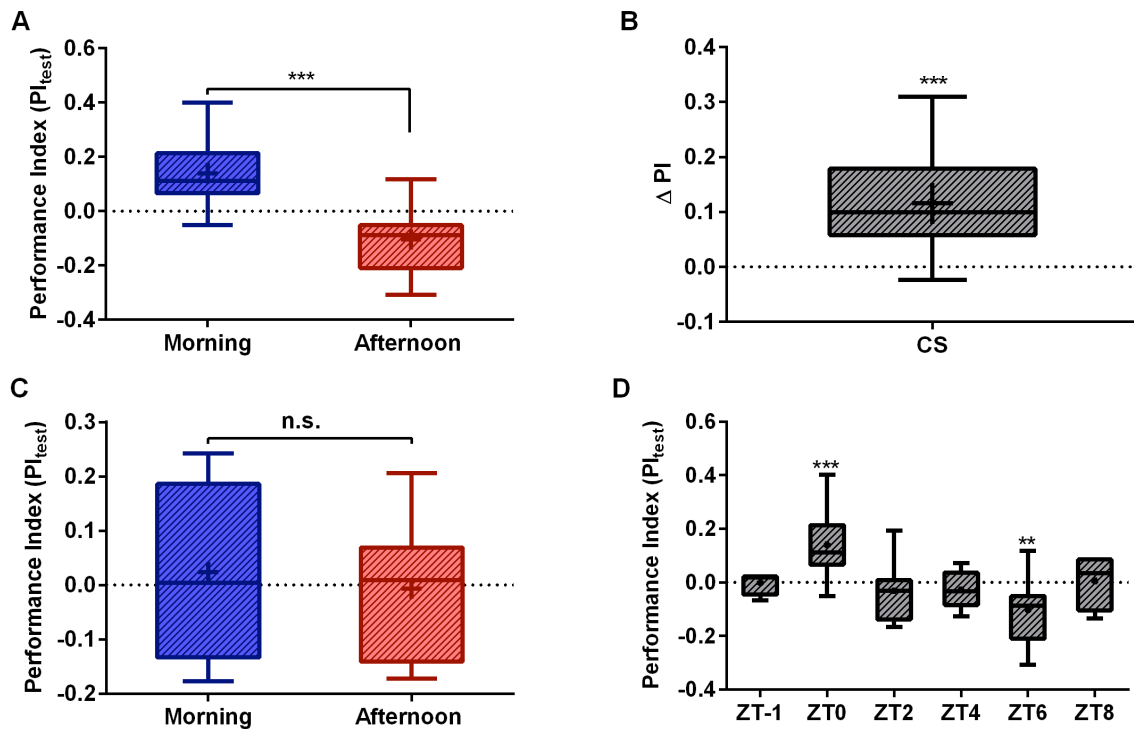 A
Performance Index (PItest)
0.6
0.4
0.2
0.0
-0.2
-0.4
***
Morning
Afternoon
B
Δ PI
0.4
0.3
0.2
0.1
0.0
-0.1
***
CS
C
Performance Index (PItest)
0.3
0.2
0.1
0.0
-0.1
-0.2
n.s.
Morning
Afternoon
D
Performance Index (PItest)
0.6
0.4
0.2
0.0
-0.2
-0.4
***
**
ZT-1
ZT0
ZT2
ZT4
ZT6
ZT8